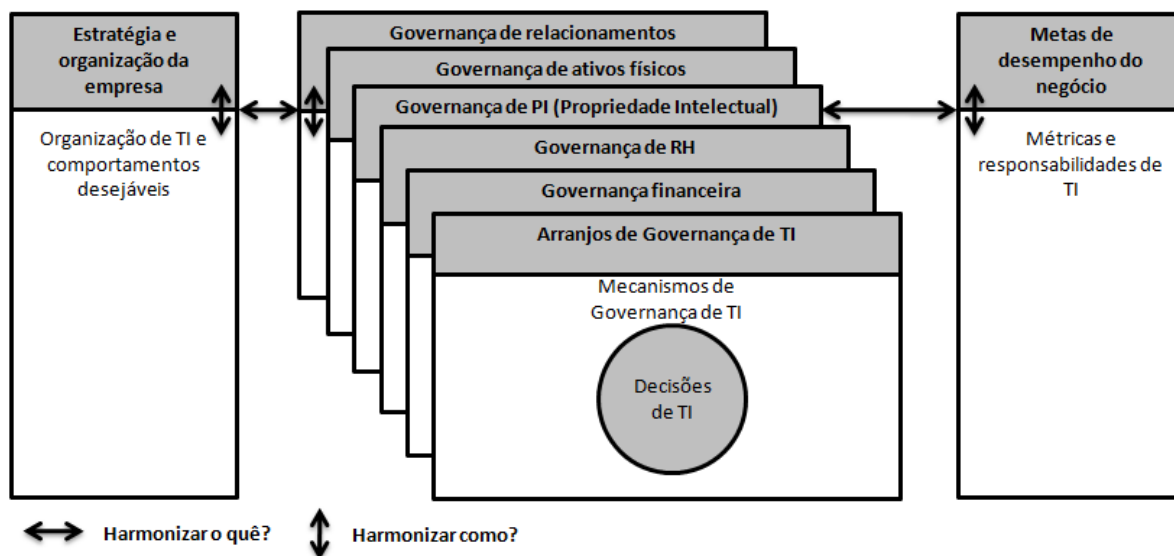 Estratégia e
organização da
empresa
Organização de TI e
comportamentos
desejáveis
Governança de relacionamentos
Governança de ativos físicos
Governança de PI (Propriedade Intelectual)
Governança de RH
Governança financeira
Arranjos de Governança de TI
Mecanismos de
Governança de TI
Decisões
de TI
Metas de
desempenho do
negócio
Métricas e
responsabilidades de
TI
Harmonizar o quê?
Harmonizar como?